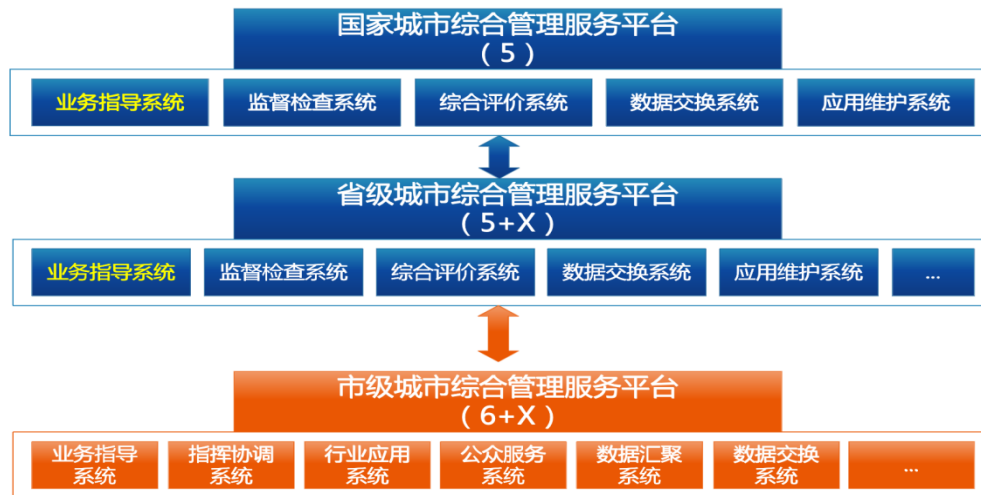 国家城市综合管理服务平台
（5）
业务指导系统 监督检查系统 综合评价系统 数据交换系统 应用维护系统
省级城市综合管理服务平台
（5+X）
业务指导系统 监督检查系统 综合评价系统 数据交换系统 应用维护系统 ...
市级城市综合管理服务平台
（6+X）
业务指导
系统
指挥协调
系统
行业应用
系统
公众服务
系统
数据汇聚
系统
数据交换
系统
...